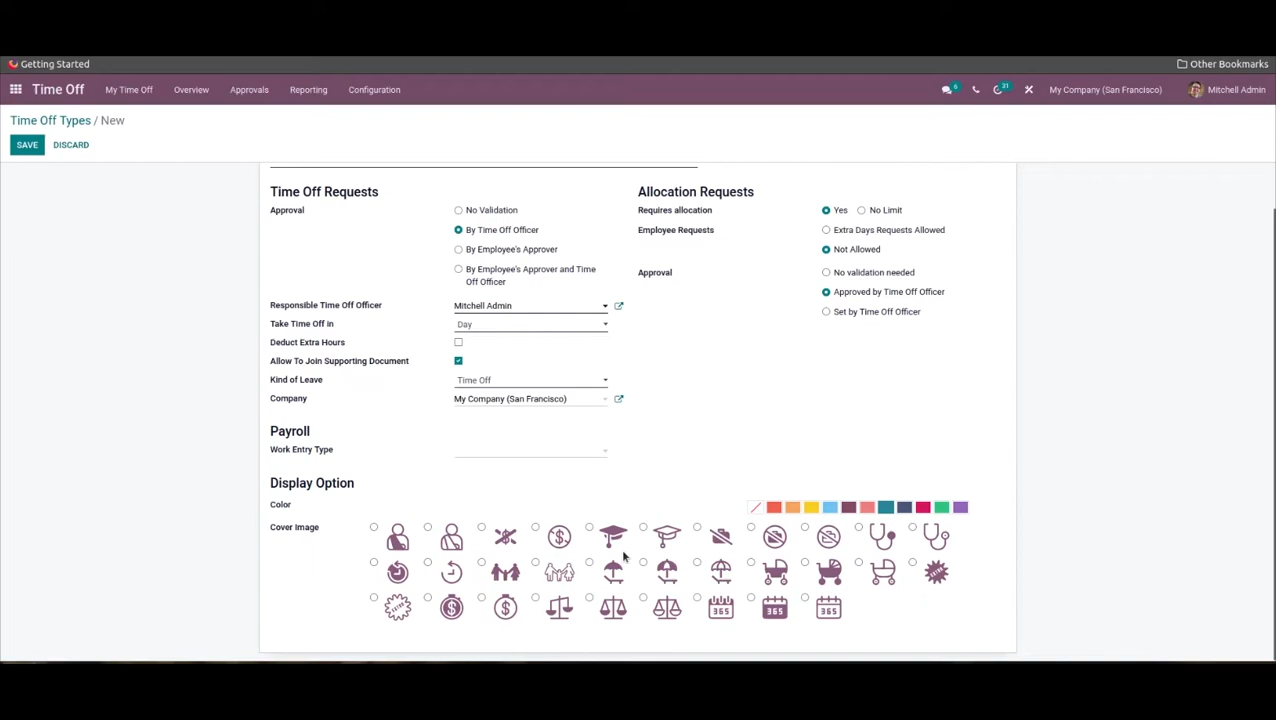 Getting Started
Other Bookmarks
Time Off
My Time Off
Overview
Approvals
Reporting
Configuration
6
21
My Company (San Francisco)
Mitchell Admin
Time Off Types / New
SAVE
DISCARD
Time Off Requests
Approval
No Validation
By Time Off Officer
By Employee's Approver
By Employee's Approver and Time
Off Officer
Responsible Time Off Officer
Mitchell Admin
Take Time Off in
Day
Deduct Extra Hours
Allow To Join Supporting Document
Kind of Leave
Time Off
Company
My Company (San Francisco)
Allocation Requests
Requires allocation
Yes
No Limit
Employee Requests
Extra Days Requests Allowed
Not Allowed
Approval
No validation needed
Approved by Time Off Officer
Set by Time Off Officer
Payroll
Work Entry Type
Display Option
Color
Cover Image
$
$
$
$
365
365
365